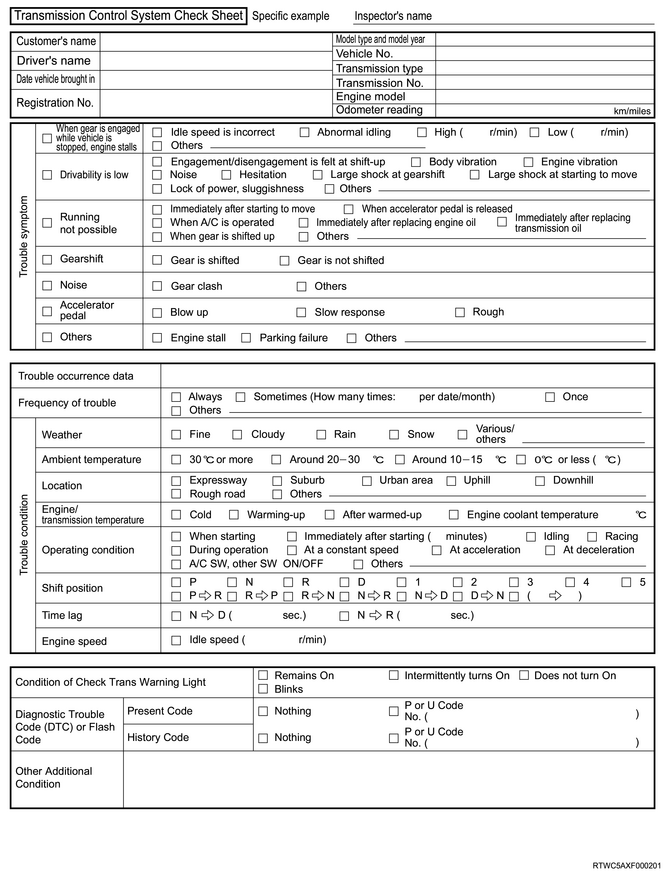 Transmission Control System Check Sheet Specific example Inspector's name
Customer's name
Driver's name
Date vehicle brought in
Registration No.
Model type and model year
Vehicle No.
Transmission type
Transmission No.
Engine model
Odometer reading km/miles
Trouble symptom
When gear is engaged
while vehicle is
stopped, engine stalls
Idle speed is incorrect Abnormal idling High ( r/min) Low ( r/min)
Others
Drivability is low
Engagement/disengagement is felt at shift-up Body vibration Engine vibration
Noise Hesitation Large shock at gearshift Large shock at starting to move
Lock of power, sluggishness Others
Running
not possible
Immediately after starting to move When accelerator pedal is released
When A/C is operated Immediately after replacing engine oil Immediately after replacing
transmission oil
When gear is shifted up Others
Gearshift Gear is shifted Gear is not shifted
Noise Gear clash Others
Accelerator
pedal
Blow up Slow response Rough
Others Engine stall Parking failure Others
Trouble occurrence data
Frequency of trouble
Always Sometimes (How many times: per date/month) Once
Others
Trouble condition
Weather Fine Cloudy Rain Snow Various/
others
Ambient temperature 30℃ or more Around 20－30 ℃ Around 10－15 ℃ 0℃ or less ( ℃)
Location
Expressway Suburb Urban area Uphill Downhill
Rough road Others
Engine/
transmission temperature
Cold Warming-up After warmed-up Engine coolant temperature ℃
Operating condition
When starting Immediately after starting ( minutes) Idling Racing
During operation At a constant speed At acceleration At deceleration
A/C SW, other SW ON/OFF Others
Shift position
P N R D 1 2 3 4 5
P⇨R R⇨P R⇨N N⇨R N⇨D D⇨N ( ⇨ )
Time lag N⇨D ( sec.) N⇨R ( sec.)
Engine speed Idle speed ( r/min)
Condition of Check Trans Warning Light
Remains On Intermittently turns On Does not turn On
Blinks
Diagnostic Trouble
Code (DTC) or Flash
Code
Present Code Nothing P or U Code
No. ( )
History Code Nothing P or U Code
No. ( )
Other Additional
Condition
RTWC5AXF000201